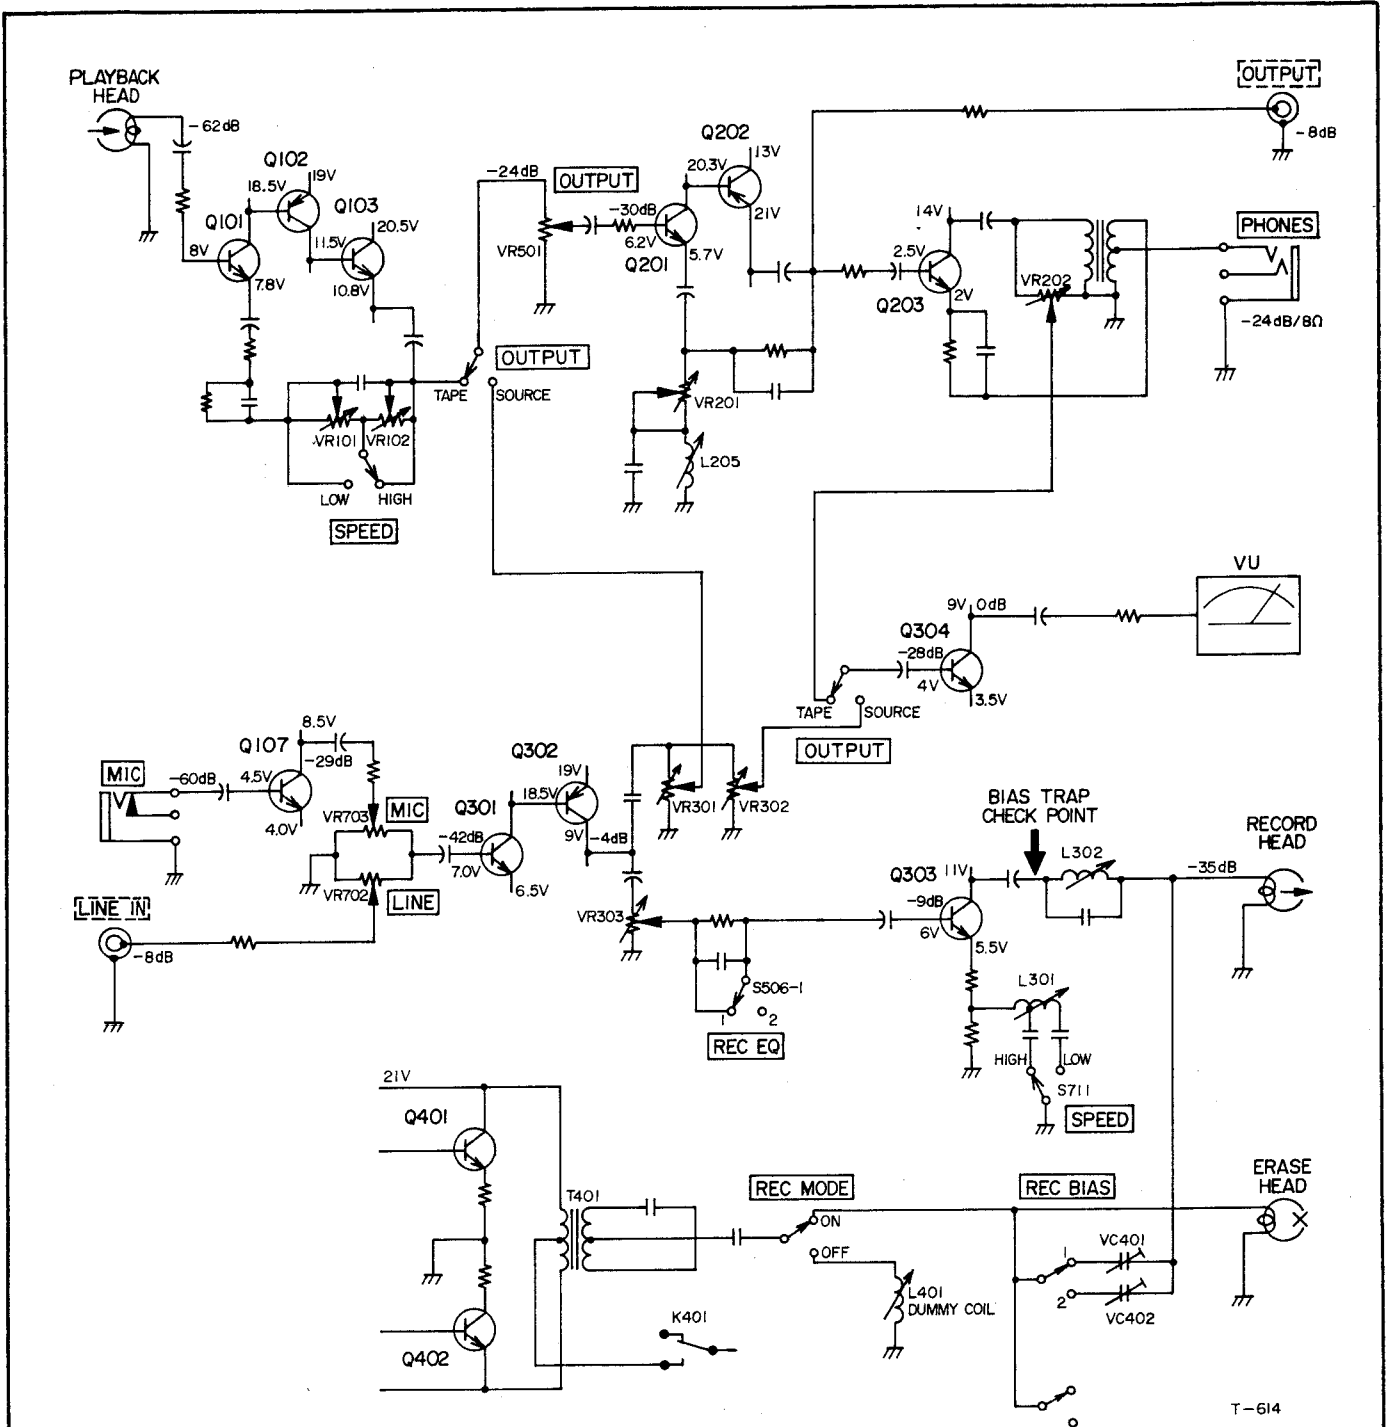 PLAYBACK
HEAD
-62dB
Q102
19V
18.5V
Q101
Q103
20.5V
8V
11.5V
7.8V
10.8V
-24dB
OUTPUT
VR501
-30dB
6.2V
Q201
Q202
13V
20.3V
21V
5.7V
OUTPUT
-8dB
14V
2.5V
Q203
2V
VR202
PHONES
-24dB/8Ω
OUTPUT
TAPE
SOURCE
VR101
VR102
LOW
HIGH
SPEED
VR201
L205
VU
9V
0dB
Q304
-28dB
4V
3.5V
TAPE
SOURCE
OUTPUT
MIC
-60dB
Q107
8.5V
4.5V
-29dB
4.0V
VR703
MIC
VR702
LINE
LINE IN
-8dB
Q301
-42dB
7.0V
6.5V
Q302
19V
18.5V
9V
-4dB
VR301
VR302
VR303
S506-1
1
2
REC EQ
BIAS TRAP
CHECK POINT
Q303
11V
-9dB
6V
5.5V
L302
-35dB
RECORD
HEAD
L301
HIGH
LOW
S711
SPEED
21V
Q401
T401
Q402
K401
REC MODE
ON
OFF
L401
DUMMY COIL
REC BIAS
1
VC401
2
VC402
ERASE
HEAD
T-614